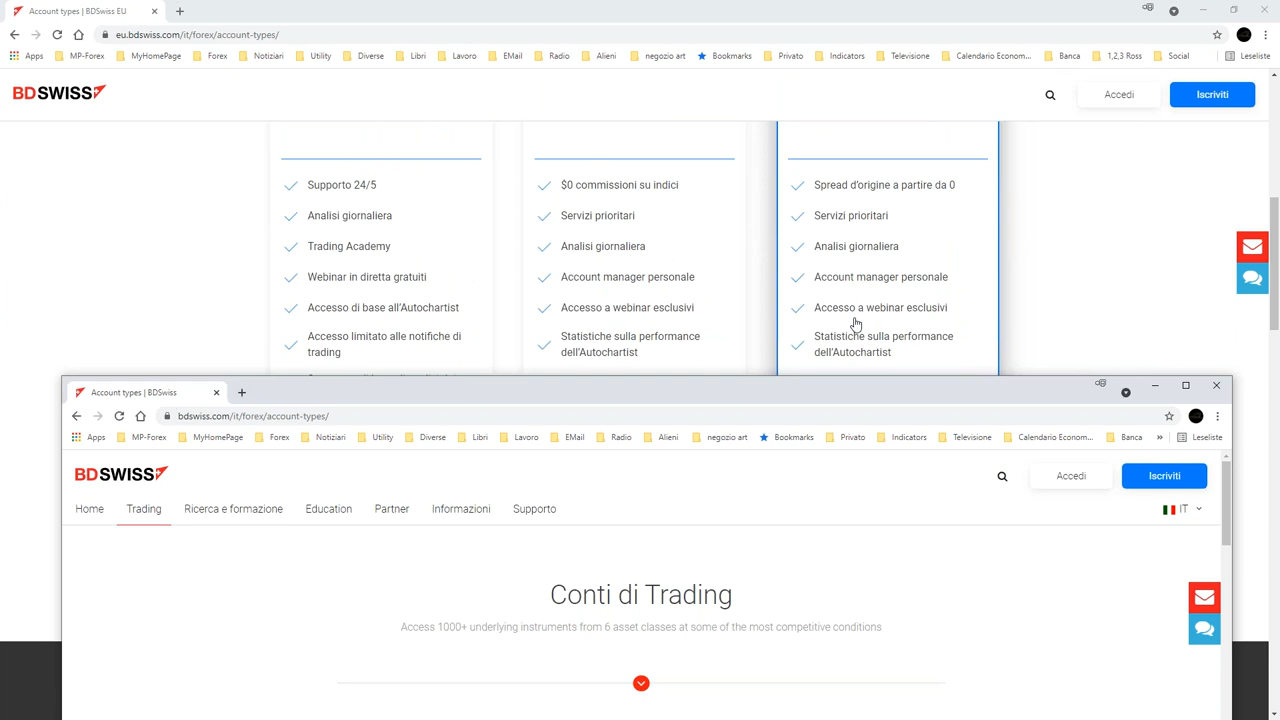 Account types | BDSwiss EU
eu.bdswiss.com/it/forex/account-types/
Apps MP-Forex MyHomePage Forex Notiziari Utility Diverse Libri Lavoro EMail Radio Alieni negozio art Bookmarks Privato Indicators Televisione Calendario Econom... Banca 1,2,3 Ross Social Leseliste
BDSWISS
Accedi
Iscriviti
Supporto 24/5
Analisi giornaliera
Trading Academy
Webinar in diretta gratuiti
Accesso di base all'Autochartist
Accesso limitato alle notifiche di
trading
$0 commissioni su indici
Servizi prioritari
Analisi giornaliera
Account manager personale
Accesso a webinar esclusivi
Statistiche sulla performance
dell'Autochartist
Spread d'origine a partire da 0
Servizi prioritari
Analisi giornaliera
Account manager personale
Accesso a webinar esclusivi
Statistiche sulla performance
dell'Autochartist
Account types | BDSwiss
bdswiss.com/it/forex/account-types/
Apps MP-Forex MyHomePage Forex Notiziari Utility Diverse Libri Lavoro EMail Radio Alieni negozio art Bookmarks Privato Indicators Televisione Calendario Econom... Banca » Leseliste
BDSWISS
Accedi
Iscriviti
Home Trading Ricerca e formazione Education Partner Informazioni Supporto IT
Conti di Trading
Access 1000+ underlying instruments from 6 asset classes at some of the most competitive conditions